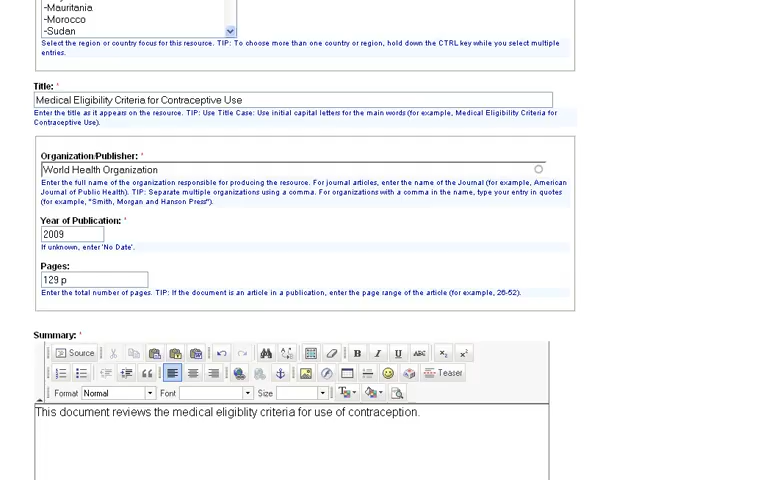 -Mauritania
-Morocco
-Sudan
Select the region or country focus for this resource. TIP: To choose more than one country or region, hold down the CTRL key while you select multiple
entries.
Title: *
Medical Eligibility Criteria for Contraceptive Use
Enter the title as it appears on the resource. TIP: Use Title Case: Use initial capital letters for the main words (for example, Medical Eligibility Criteria for
Contraceptive Use).
Organization/Publisher: *
World Health Organization
Enter the full name of the organization responsible for producing the resource. For journal articles, enter the name of the Journal (for example, American
Journal of Public Health). TIP: Separate multiple organizations using a comma. For organizations with a comma in the name, type your entry in quotes
(for example, "Smith, Morgan and Hanson Press").
Year of Publication: *
2009
If unknown, enter 'No Date'.
Pages:
129 p
Enter the total number of pages. TIP: If the document is an article in a publication, enter the page range of the article (for example, 26-52).
Summary: *
Source B I U ABC x₂ x²
Teaser
Format Normal Font Size
This document reviews the medical eligiblity criteria for use of contraception.